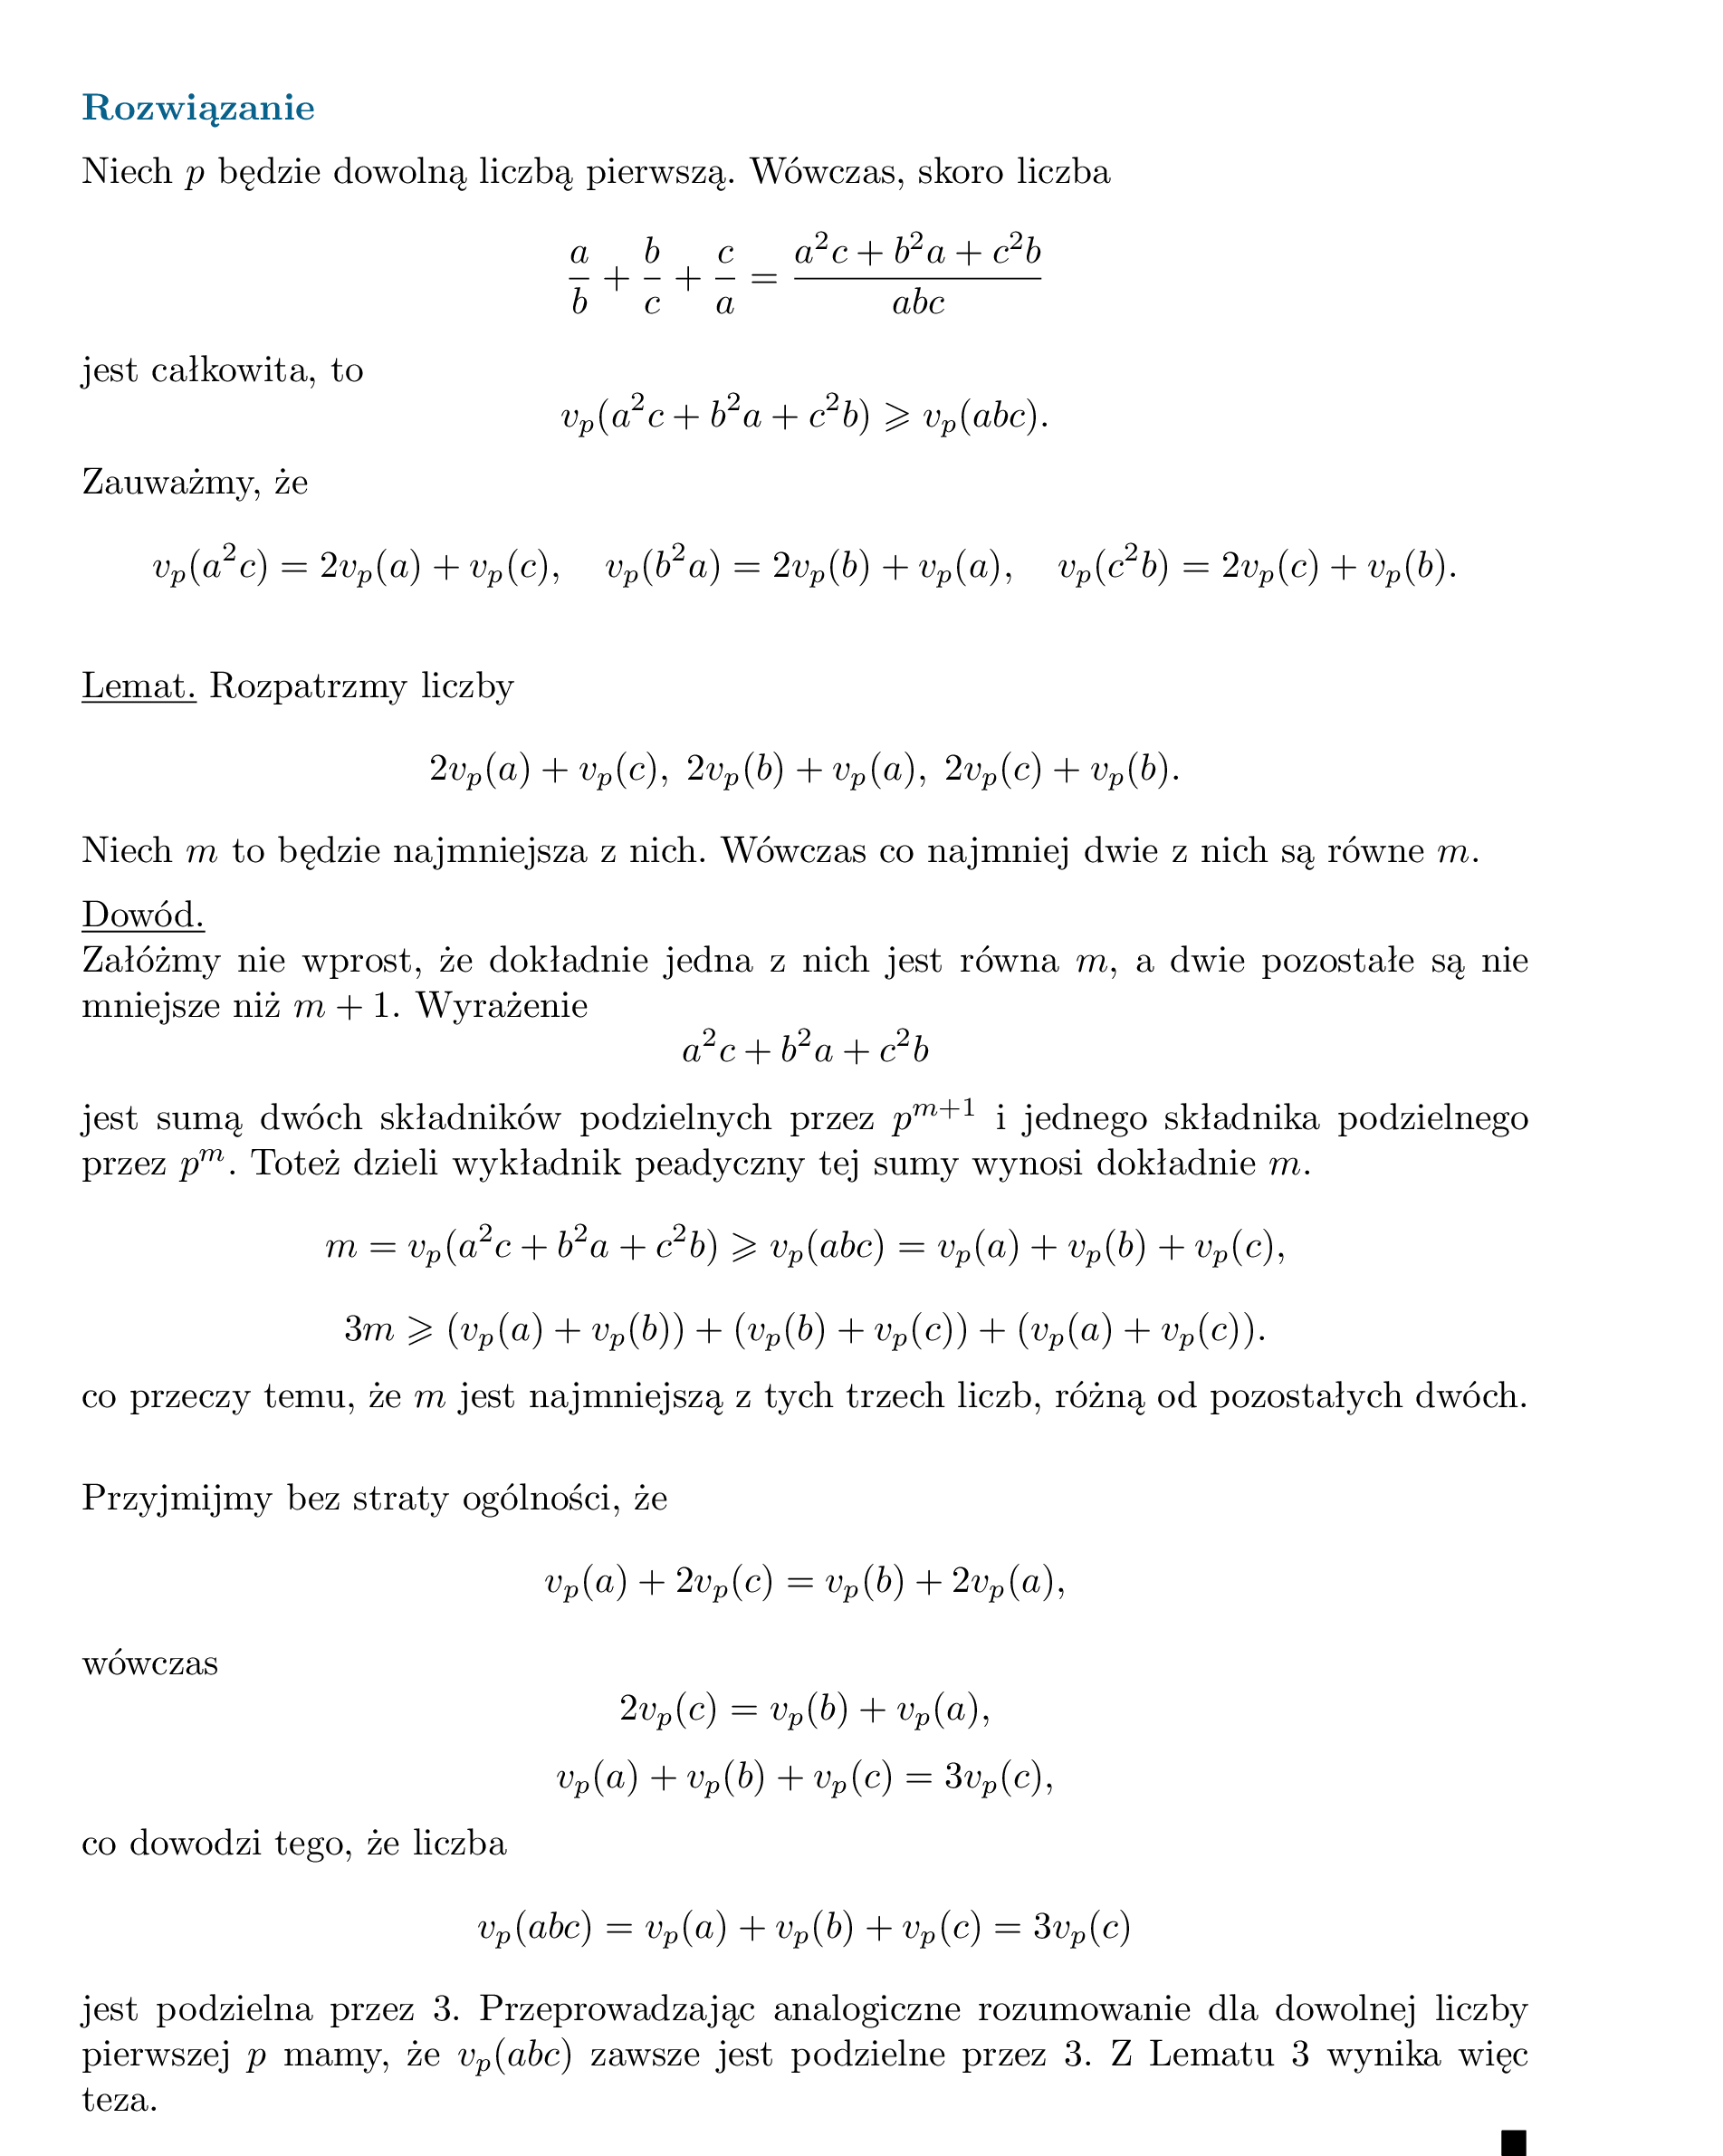 Rozwiązanie
Niech p będzie dowolną liczbą pierwszą. Wówczas, skoro liczba
\frac{a}{b} + \frac{b}{c} + \frac{c}{a} = \frac{a^2c + b^2a + c^2b}{abc}
jest całkowita, to
v_p(a^2c + b^2a + c^2b) ⩾ v_p(abc).
Zauważmy, że
v_p(a^2c) = 2v_p(a) + v_p(c), v_p(b^2a) = 2v_p(b) + v_p(a), v_p(c^2b) = 2v_p(c) + v_p(b).
Lemat. Rozpatrzmy liczby
2v_p(a) + v_p(c), 2v_p(b) + v_p(a), 2v_p(c) + v_p(b).
Niech m to będzie najmniejsza z nich. Wówczas co najmniej dwie z nich są równe m.
Dowód.
Załóżmy nie wprost, że dokładnie jedna z nich jest równa m, a dwie pozostałe są nie
mniejsze niż m + 1. Wyrażenie
a^2c + b^2a + c^2b
jest sumą dwóch składników podzielnych przez p^{m+1} i jednego składnika podzielnego
przez p^m. Toteż dzieli wykładnik peadyczny tej sumy wynosi dokładnie m.
m = v_p(a^2c + b^2a + c^2b) ⩾ v_p(abc) = v_p(a) + v_p(b) + v_p(c),
3m ⩾ (v_p(a) + v_p(b)) + (v_p(b) + v_p(c)) + (v_p(a) + v_p(c)).
co przeczy temu, że m jest najmniejszą z tych trzech liczb, różną od pozostałych dwóch.
Przyjmijmy bez straty ogólności, że
v_p(a) + 2v_p(c) = v_p(b) + 2v_p(a),
wówczas
2v_p(c) = v_p(b) + v_p(a),
v_p(a) + v_p(b) + v_p(c) = 3v_p(c),
co dowodzi tego, że liczba
v_p(abc) = v_p(a) + v_p(b) + v_p(c) = 3v_p(c)
jest podzielna przez 3. Przeprowadzając analogiczne rozumowanie dla dowolnej liczby
pierwszej p mamy, że v_p(abc) zawsze jest podzielne przez 3. Z Lematu 3 wynika więc
teza.